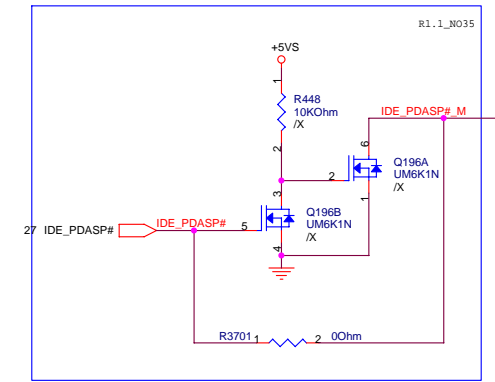 R1.1_NO35
+5VS
1
R448
10KOhm
/X
2
IDE_PDASP#_M
6
Q196A
UM6K1N
/X
2
1
3
Q196B
UM6K1N
/X
5
4
27 IDE_PDASP#
IDE_PDASP#
R3701 1
2 0Ohm